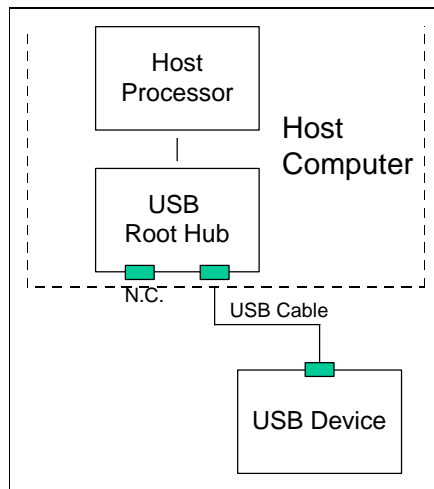 Host
Processor
Host
Computer
USB
Root Hub
N.C.
USB Cable
USB Device